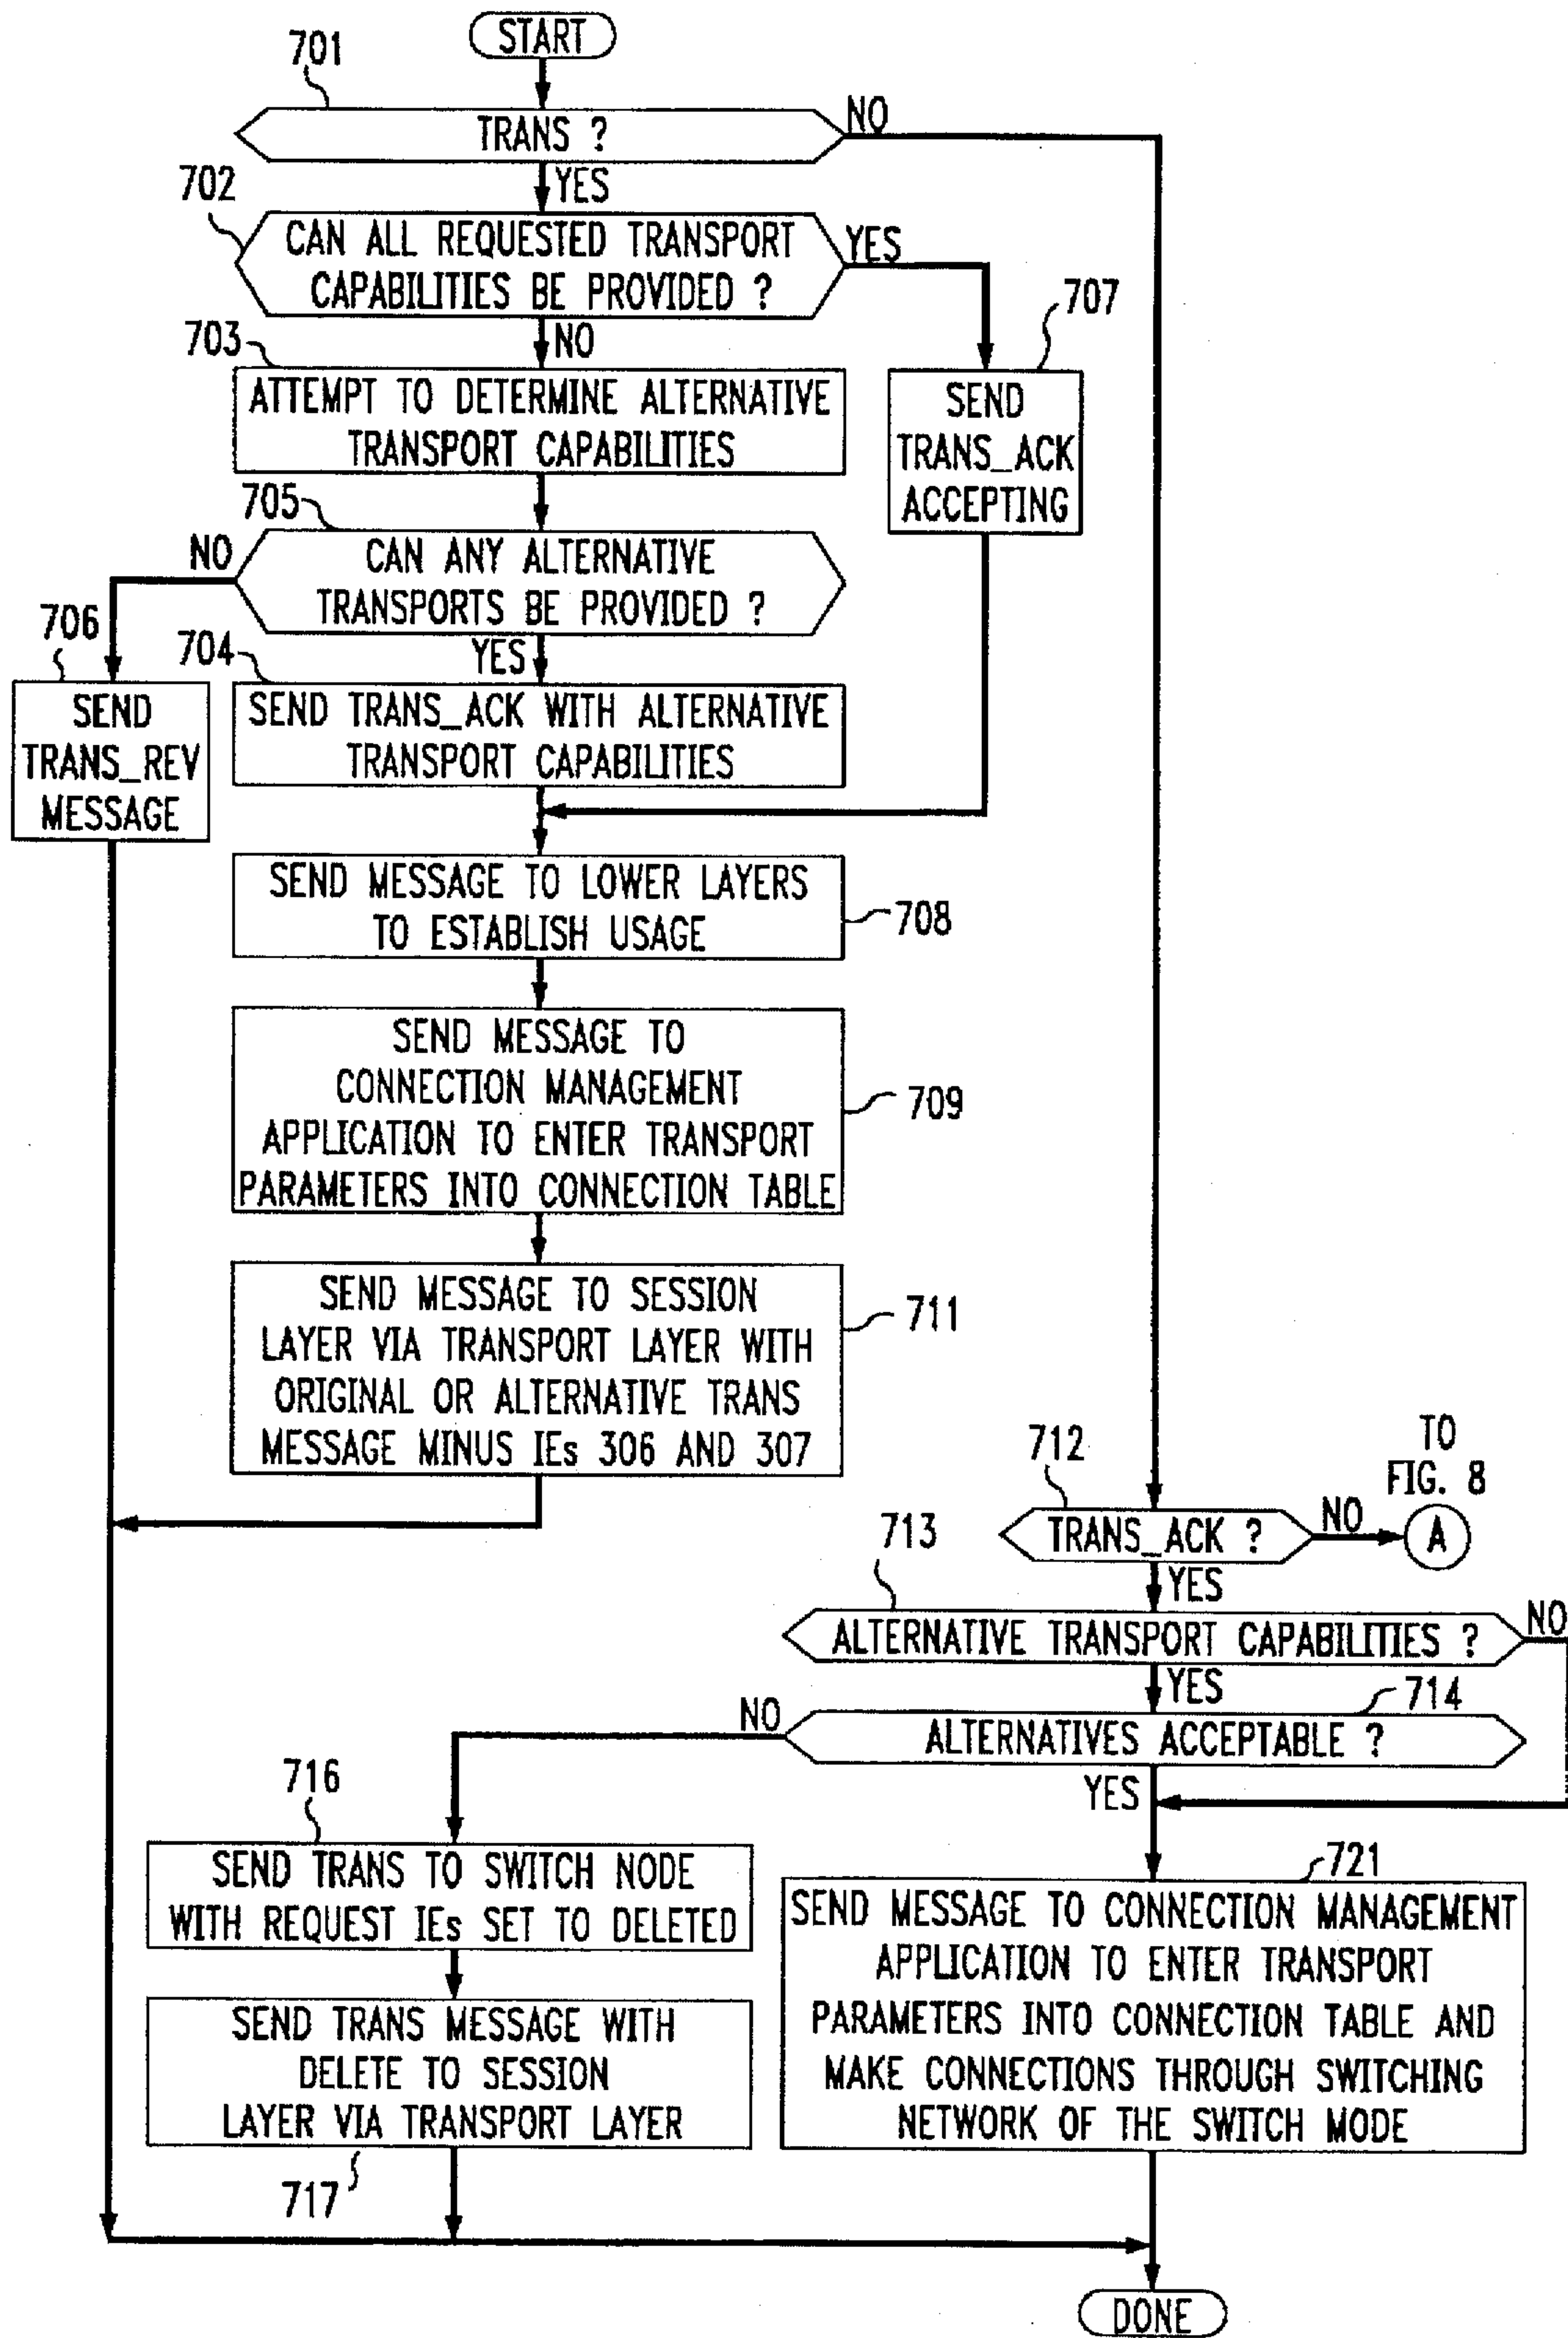 START
701
TRANS ?
NO
YES
702
CAN ALL REQUESTED TRANSPORT
CAPABILITIES BE PROVIDED ?
YES
NO
707
SEND
TRANS_ACK
ACCEPTING
703
ATTEMPT TO DETERMINE ALTERNATIVE
TRANSPORT CAPABILITIES
705
CAN ANY ALTERNATIVE
TRANSPORTS BE PROVIDED ?
NO
YES
706
SEND
TRANS_REV
MESSAGE
704
SEND TRANS_ACK WITH ALTERNATIVE
TRANSPORT CAPABILITIES
SEND MESSAGE TO LOWER LAYERS
TO ESTABLISH USAGE
708
SEND MESSAGE TO
CONNECTION MANAGEMENT
APPLICATION TO ENTER TRANSPORT
PARAMETERS INTO CONNECTION TABLE
709
SEND MESSAGE TO SESSION
LAYER VIA TRANSPORT LAYER WITH
ORIGINAL OR ALTERNATIVE TRANS
MESSAGE MINUS IEs 306 AND 307
711
712
TRANS_ACK ?
NO
TO
FIG. 8
A
YES
713
ALTERNATIVE TRANSPORT CAPABILITIES ?
NO
YES
714
ALTERNATIVES ACCEPTABLE ?
NO
YES
716
SEND TRANS TO SWITCH NODE
WITH REQUEST IEs SET TO DELETED
SEND TRANS MESSAGE WITH
DELETE TO SESSION
LAYER VIA TRANSPORT LAYER
717
721
SEND MESSAGE TO CONNECTION MANAGEMENT
APPLICATION TO ENTER TRANSPORT
PARAMETERS INTO CONNECTION TABLE AND
MAKE CONNECTIONS THROUGH SWITCHING
NETWORK OF THE SWITCH MODE
DONE